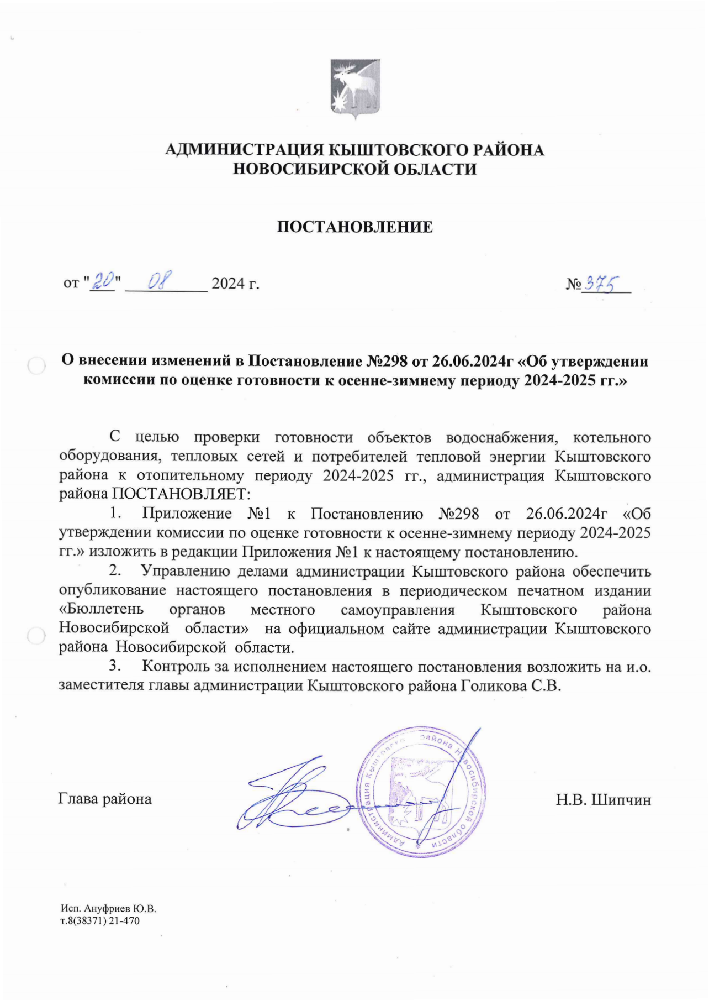 АДМИНИСТРАЦИЯ КЫШТОВСКОГО РАЙОНА
НОВОСИБИРСКОЙ ОБЛАСТИ
ПОСТАНОВЛЕНИЕ
от "20" 08 2024 г. №375
О внесении изменений в Постановление №298 от 26.06.2024г «Об утверждении
комиссии по оценке готовности к осенне-зимнему периоду 2024-2025 гг.»
С целью проверки готовности объектов водоснабжения, котельного
оборудования, тепловых сетей и потребителей тепловой энергии Кыштовского
района к отопительному периоду 2024-2025 гг., администрация Кыштовского
района ПОСТАНОВЛЯЕТ:
1. Приложение №1 к Постановлению №298 от 26.06.2024г «Об
утверждении комиссии по оценке готовности к осенне-зимнему периоду 2024-2025
гг.» изложить в редакции Приложения №1 к настоящему постановлению.
2. Управлению делами администрации Кыштовского района обеспечить
опубликование настоящего постановления в периодическом печатном издании
«Бюллетень органов местного самоуправления Кыштовского района
Новосибирской области» на официальном сайте администрации Кыштовского
района Новосибирской области.
3. Контроль за исполнением настоящего постановления возложить на и.о.
заместителя главы администрации Кыштовского района Голикова С.В.
Администрация Кыштовско района Новосибирской области *
Глава района Н.В. Шипчин
Исп. Ануфриев Ю.В.
т.8(38371) 21-470